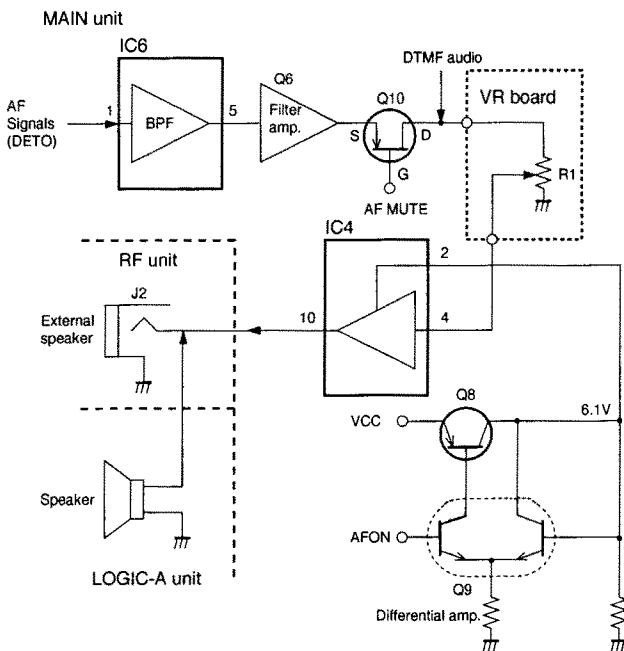 MAIN unit
IC6
Q6
DTMF audio
AF
Signals
(DETO)
1
BPF
5
Filter
amp.
Q10
S
D
G
AF MUTE
VR board
R1
IC4
2
RF unit
J2
External
speaker
10
4
Q8
VCC
6.1V
Speaker
AFON
LOGIC-A unit
Q9
Differential amp.